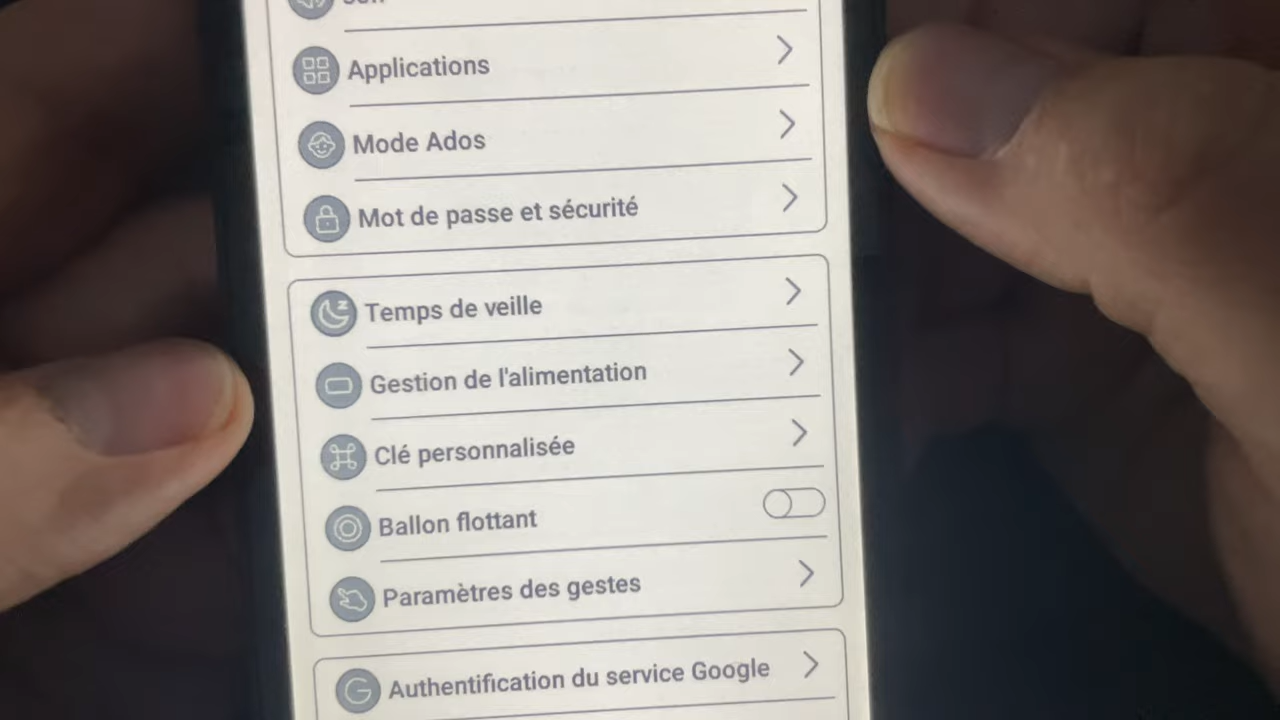 Applications
Mode Ados
Mot de passe et sécurité
Temps de veille
Gestion de l'alimentation
Clé personnalisée
Ballon flottant
Paramètres des gestes
Authentification du service Google